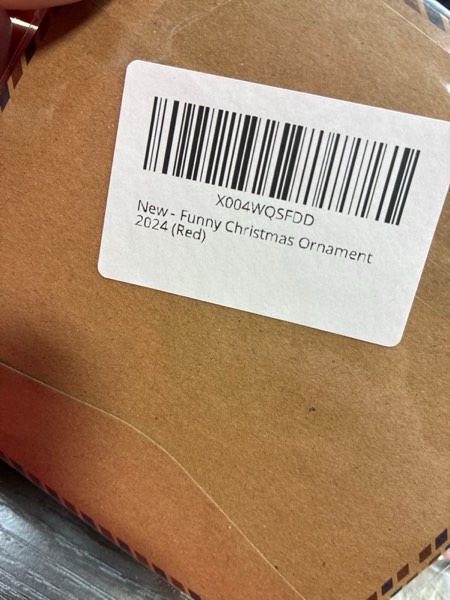 X004WQSFDD
New - Funny Christmas Ornament
2024 (Red)